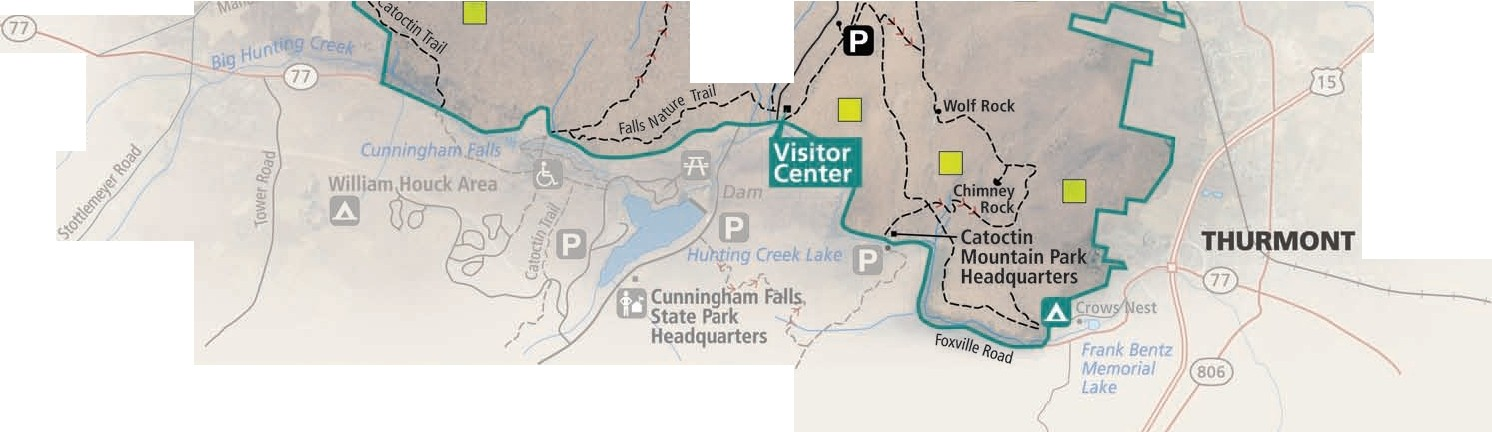 77
Catoctin Trail
P
Big Hunting Creek
77
15
Falls Nature Trail
Wolf Rock
Cunningham Falls
Visitor
Center
Stottlemeyer Road
Tower Road
William Houck Area
Dam
Chimney
Rock
P
P
Catoctin Trail
Hunting Creek Lake
P
Catoctin
Mountain Park
Headquarters
THURMONT
77
Cunningham Falls
State Park
Headquarters
Crows Nest
Foxville Road
Frank Bentz
Memorial
Lake
806